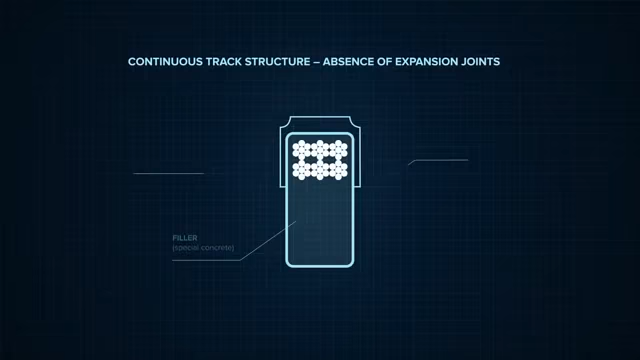 CONTINUOUS TRACK STRUCTURE – ABSENCE OF EXPANSION JOINTS
FILLER
(special concrete)